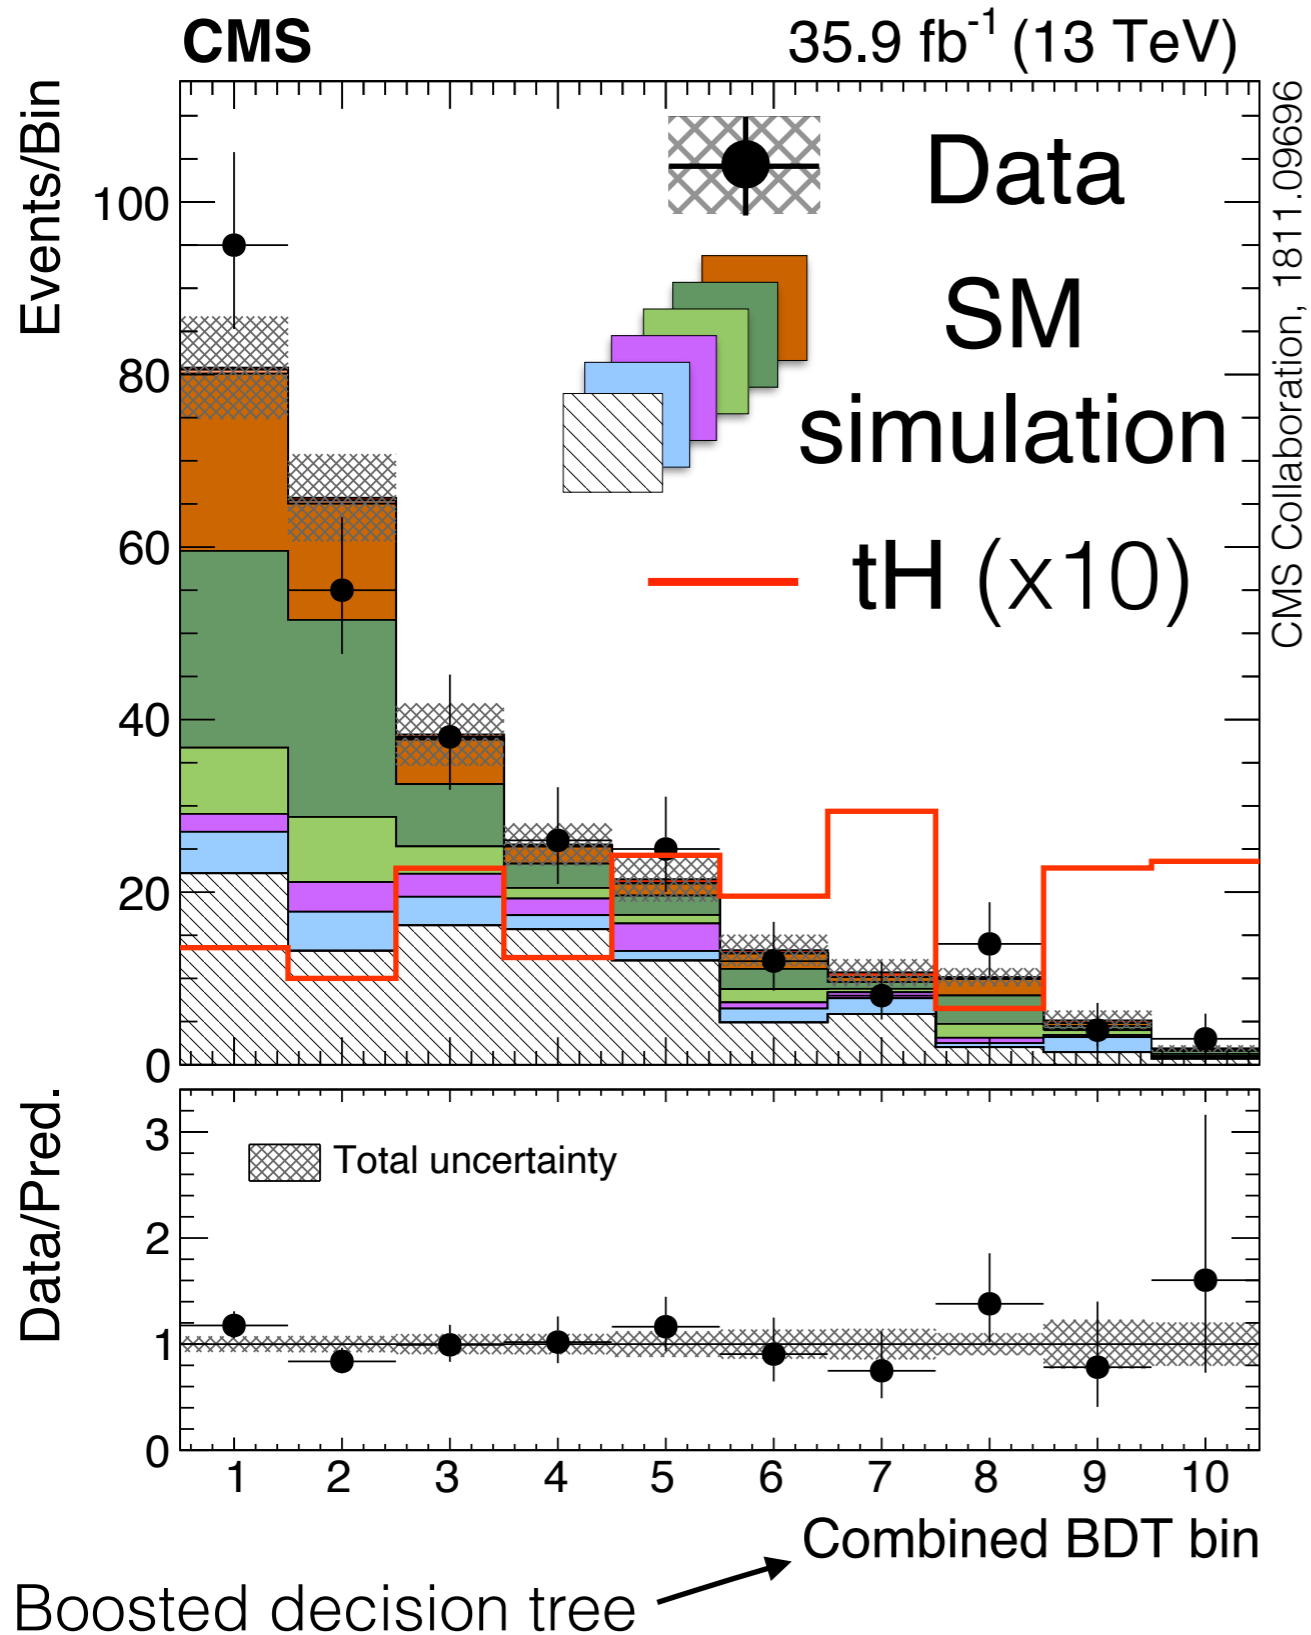 CMS
35.9 fb⁻¹ (13 TeV)
Events/Bin
100
80
60
40
20
0
Data
SM
simulation
tH (x10)
CMS Collaboration, 1811.09696
Data/Pred.
3
2
1
0
Total uncertainty
1 2 3 4 5 6 7 8 9 10
Combined BDT bin
Boosted decision tree